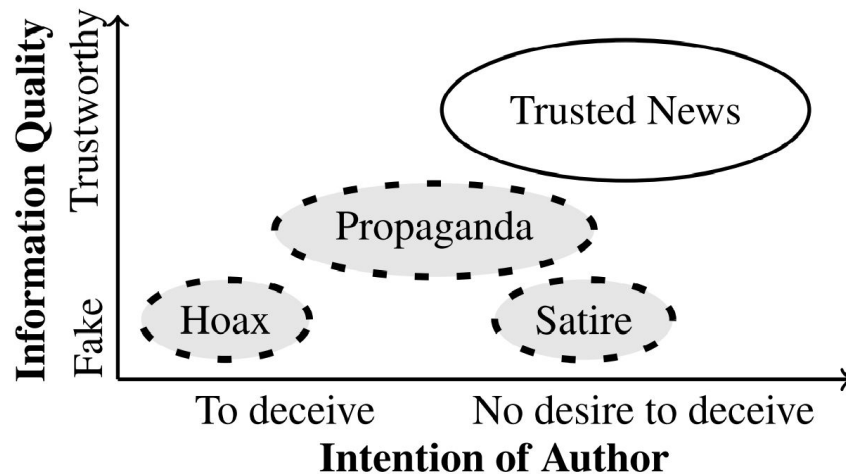 Information Quality
Trustworthy
Fake
Trusted News
Propaganda
Hoax
Satire
To deceive
No desire to deceive
Intention of Author